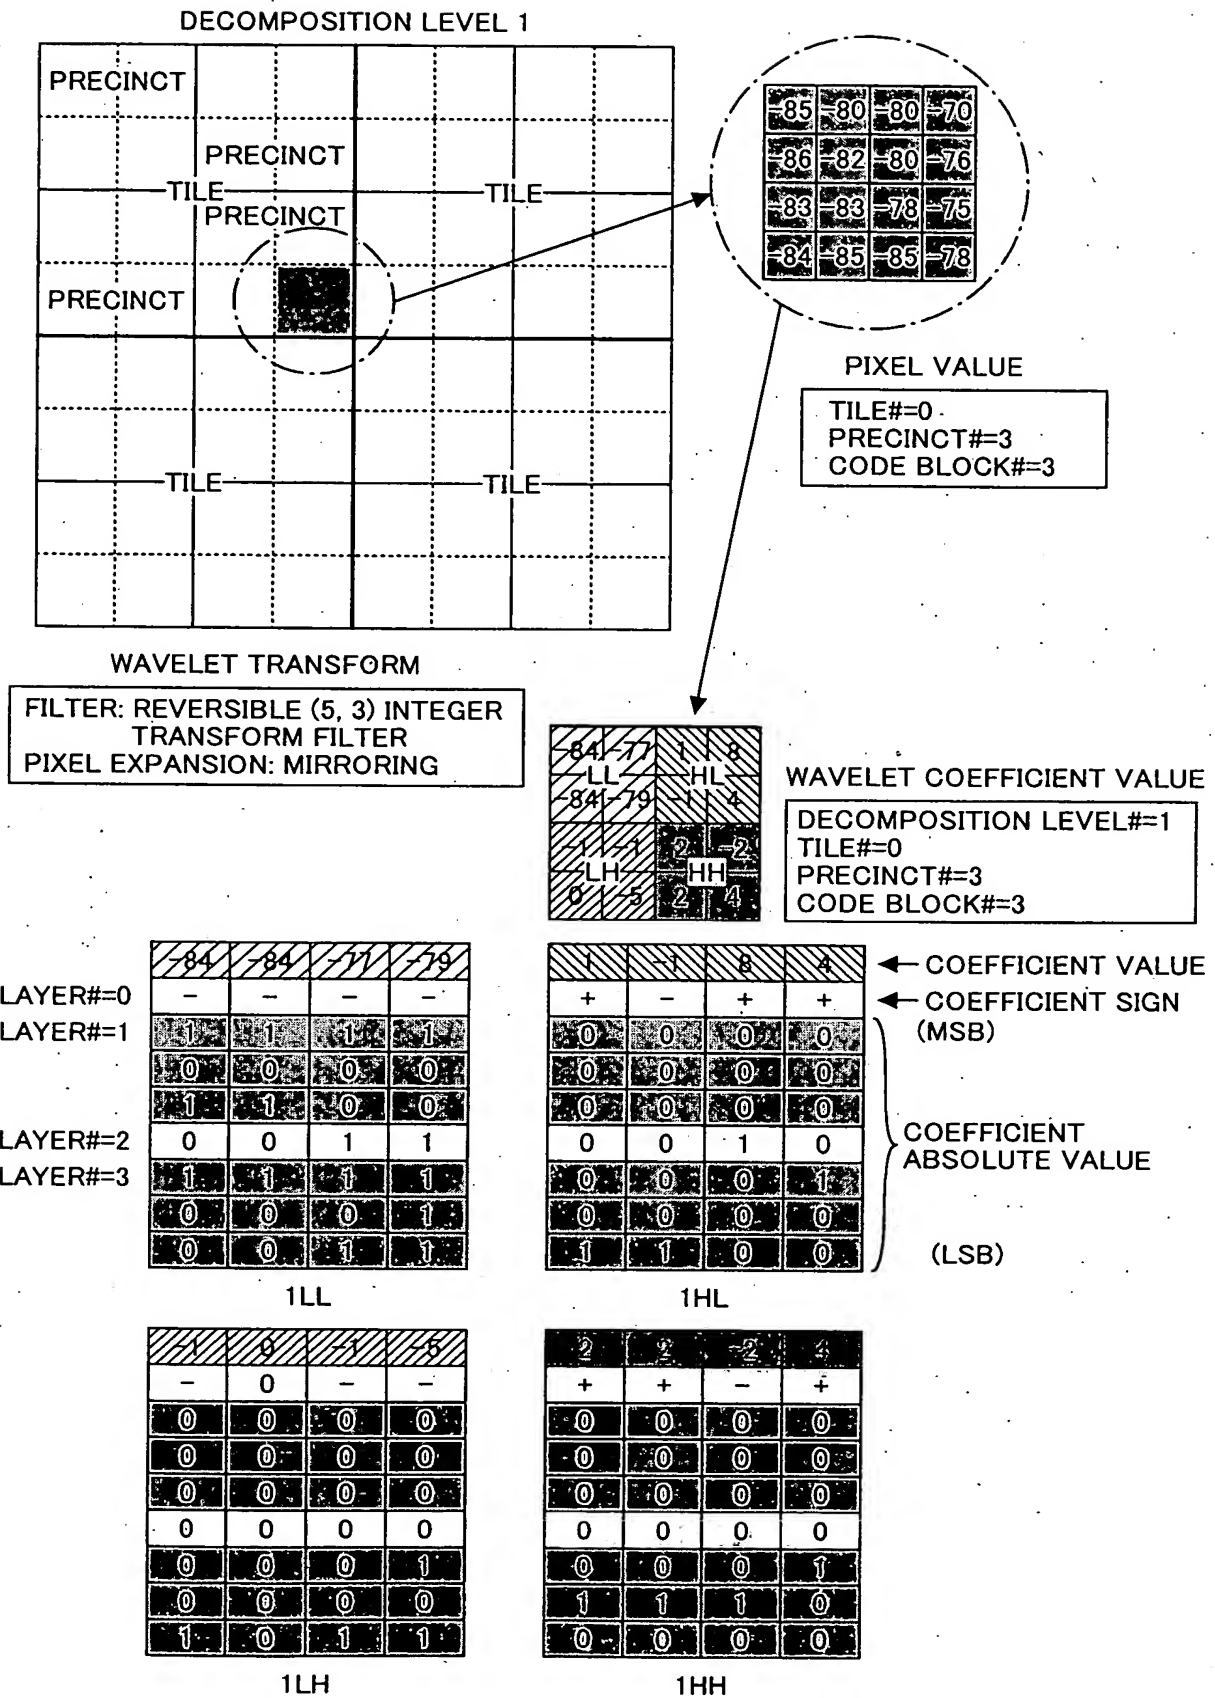 DECOMPOSITION LEVEL 1
PRECINCT
PRECINCT
TILE TILE
PRECINCT
PRECINCT
TILE TILE
-85 -80 -80 -70
-86 -82 -80 -76
-83 -83 -78 -75
-84 -85 -85 -78
PIXEL VALUE
TILE#=0
PRECINCT#=3
CODE BLOCK#=3
WAVELET TRANSFORM
FILTER: REVERSIBLE (5, 3) INTEGER
TRANSFORM FILTER
PIXEL EXPANSION: MIRRORING
-84 -77 1 8
LL HL
-84 -79 -1 4
-1 -1 2 -2
LH HH
0 -5 2 4
WAVELET COEFFICIENT VALUE
DECOMPOSITION LEVEL#=1
TILE#=0
PRECINCT#=3
CODE BLOCK#=3
-84 -84 -77 -79
LAYER#=0 - - - -
LAYER#=1 1 1 1 1
0 0 0 0
1 1 0 0
LAYER#=2 0 0 1 1
LAYER#=3 1 1 1 1
0 0 0 1
0 0 1 1
1LL
1 -1 8 4 COEFFICIENT VALUE
+ - + + COEFFICIENT SIGN
0 0 0 0 (MSB)
0 0 0 0
0 0 0 0
0 0 1 0
0 0 0 1
0 0 0 0
1 1 0 0 (LSB)
COEFFICIENT
ABSOLUTE VALUE
1HL
-1 0 -1 -5
- 0 - -
0 0 0 0
0 0 0 0
0 0 0 0
0 0 0 0
0 0 0 1
0 0 0 0
1 0 1 1
1LH
2 2 -2 4
+ + - +
0 0 0 0
0 0 0 0
0 0 0 0
0 0 0 0
0 0 0 1
1 1 1 0
0 0 0 0
1HH